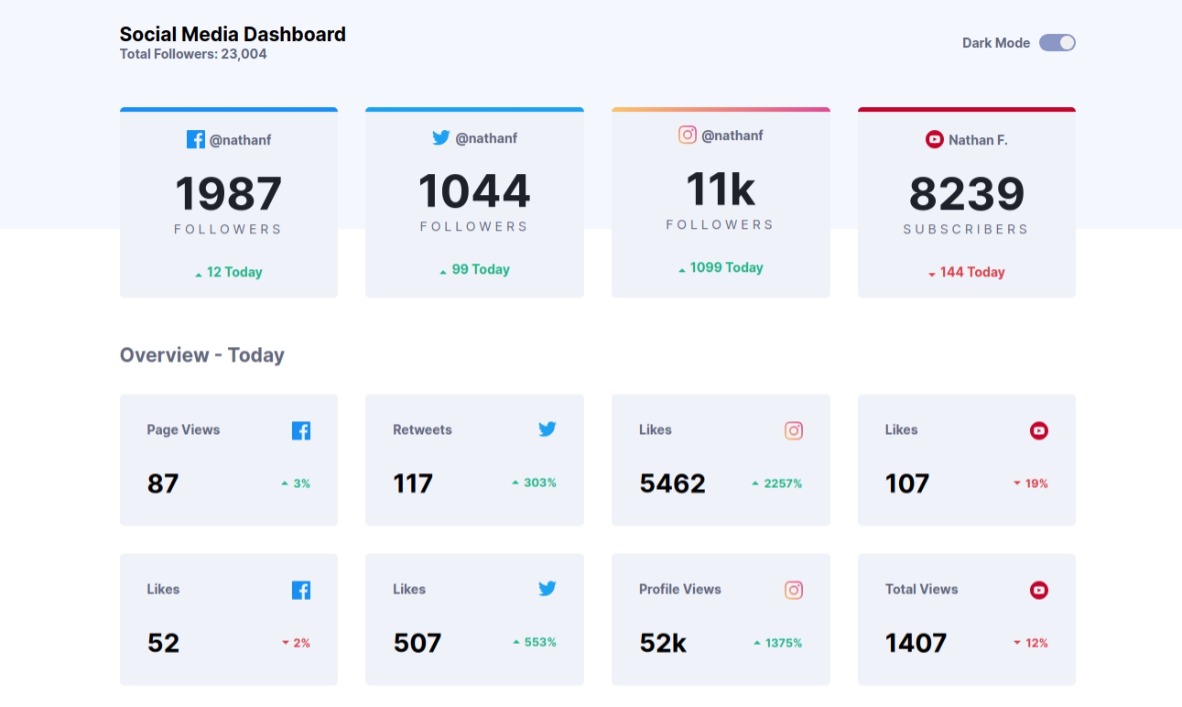 Social Media Dashboard
Total Followers: 23,004
Dark Mode
@nathanf
1987
FOLLOWERS
12 Today
@nathanf
1044
FOLLOWERS
99 Today
@nathanf
11k
FOLLOWERS
1099 Today
Nathan F.
8239
SUBSCRIBERS
144 Today
Overview - Today
Page Views
87
3%
Retweets
117
303%
Likes
5462
2257%
Likes
107
19%
Likes
52
2%
Likes
507
553%
Profile Views
52k
1375%
Total Views
1407
12%